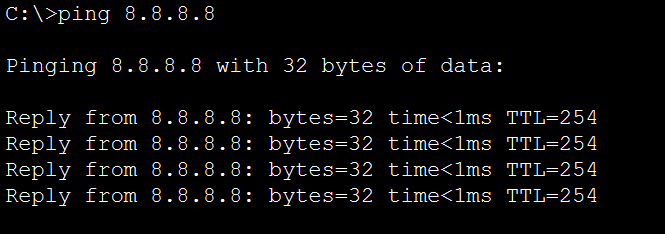 C:\>ping 8.8.8.8
Pinging 8.8.8.8 with 32 bytes of data:
Reply from 8.8.8.8: bytes=32 time<1ms TTL=254
Reply from 8.8.8.8: bytes=32 time<1ms TTL=254
Reply from 8.8.8.8: bytes=32 time<1ms TTL=254
Reply from 8.8.8.8: bytes=32 time<1ms TTL=254